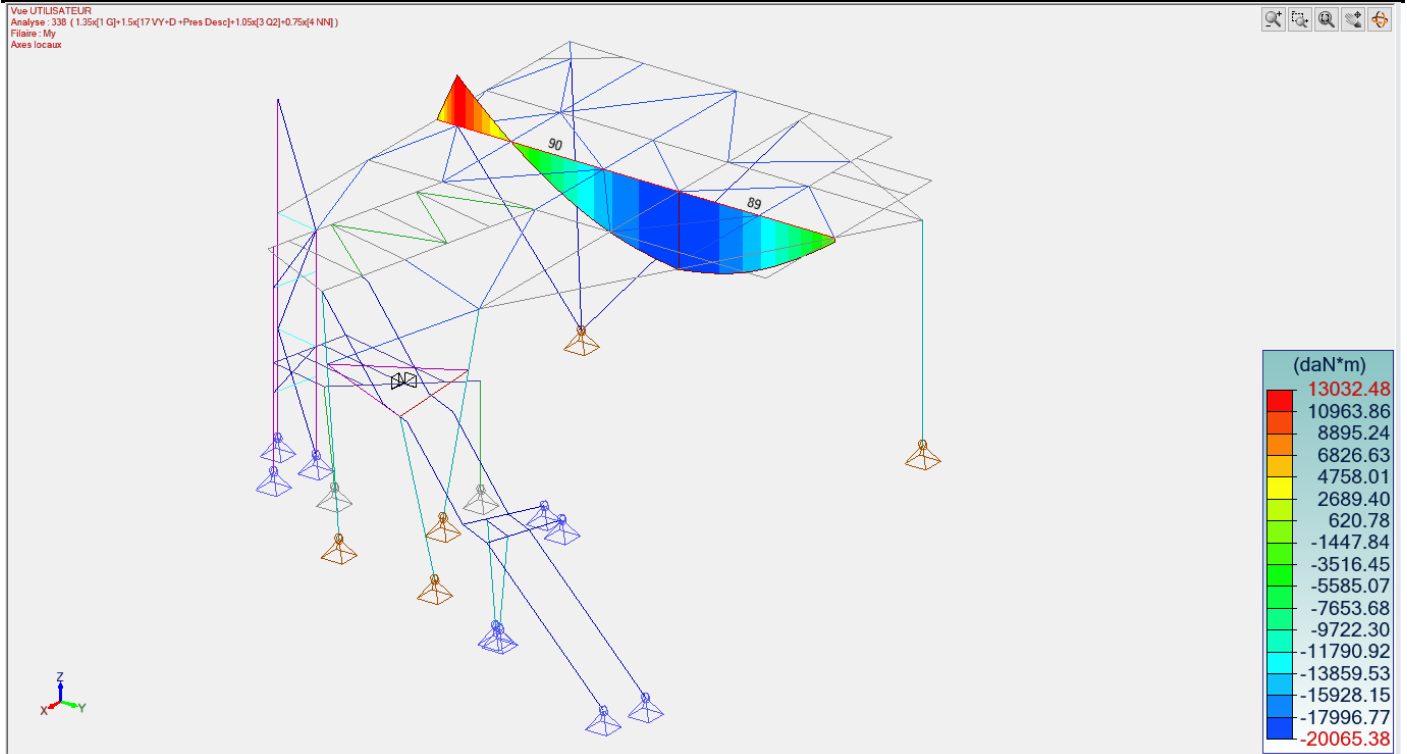 Vue UTILISATEUR
Analyse : 338 ( 1.35x[1 G]+1.5x[17 VY+D +Pres Desc]+1.05x[3 Q2]+0.75x[4 NN] )
Filaire : My
Axes locaux
90
89
(daN*m)
13032.48
10963.86
8895.24
6826.63
4758.01
2689.40
620.78
-1447.84
-3516.45
-5585.07
-7653.68
-9722.30
-11790.92
-13859.53
-15928.15
-17996.77
-20065.38
Z
X
Y